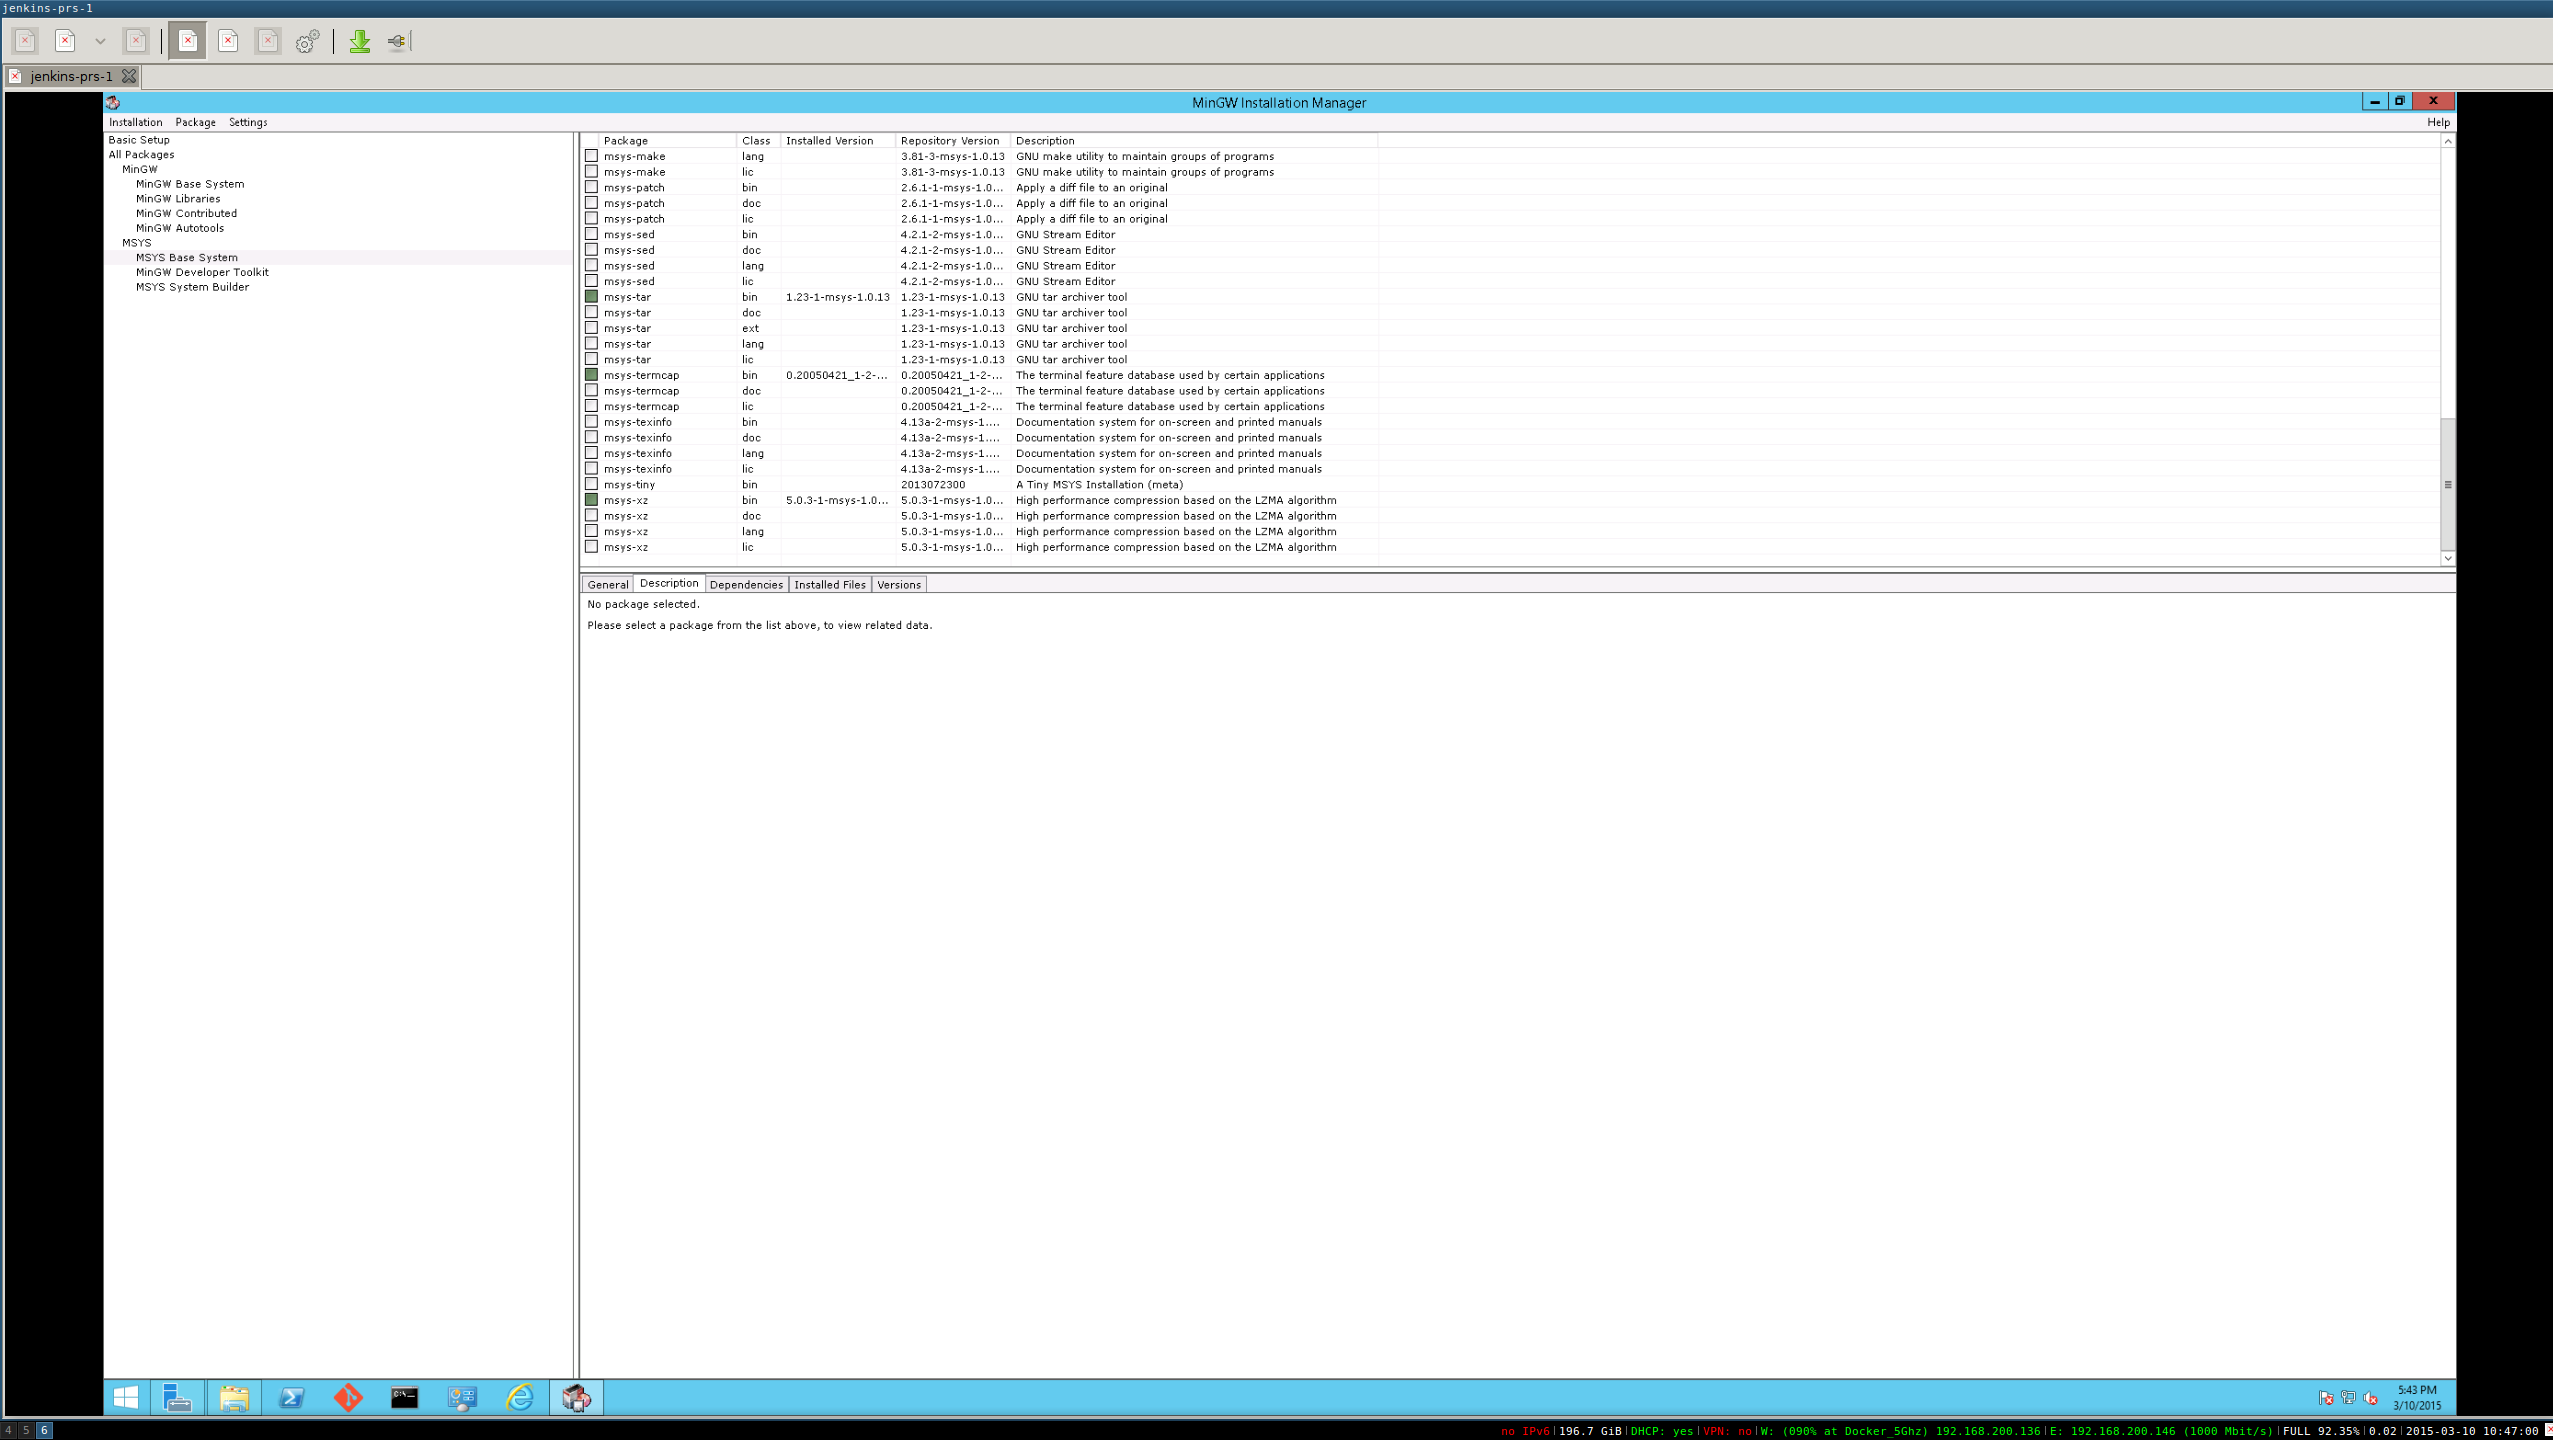 jenkins-prs-1
jenkins-prs-1
MinGW Installation Manager
Installation Package Settings
Help
Basic Setup
All Packages
MinGW
MinGW Base System
MinGW Libraries
MinGW Contributed
MinGW Autotools
MSYS
MSYS Base System
MinGW Developer Toolkit
MSYS System Builder
Package Class Installed Version Repository Version Description
msys-make lang 3.81-3-msys-1.0.13 GNU make utility to maintain groups of programs
msys-make lic 3.81-3-msys-1.0.13 GNU make utility to maintain groups of programs
msys-patch bin 2.6.1-1-msys-1.0... Apply a diff file to an original
msys-patch doc 2.6.1-1-msys-1.0... Apply a diff file to an original
msys-patch lic 2.6.1-1-msys-1.0... Apply a diff file to an original
msys-sed bin 4.2.1-2-msys-1.0... GNU Stream Editor
msys-sed doc 4.2.1-2-msys-1.0... GNU Stream Editor
msys-sed lang 4.2.1-2-msys-1.0... GNU Stream Editor
msys-sed lic 4.2.1-2-msys-1.0... GNU Stream Editor
msys-tar bin 1.23-1-msys-1.0.13 1.23-1-msys-1.0.13 GNU tar archiver tool
msys-tar doc 1.23-1-msys-1.0.13 GNU tar archiver tool
msys-tar ext 1.23-1-msys-1.0.13 GNU tar archiver tool
msys-tar lang 1.23-1-msys-1.0.13 GNU tar archiver tool
msys-tar lic 1.23-1-msys-1.0.13 GNU tar archiver tool
msys-termcap bin 0.20050421_1-2-... 0.20050421_1-2-... The terminal feature database used by certain applications
msys-termcap doc 0.20050421_1-2-... The terminal feature database used by certain applications
msys-termcap lic 0.20050421_1-2-... The terminal feature database used by certain applications
msys-texinfo bin 4.13a-2-msys-1.... Documentation system for on-screen and printed manuals
msys-texinfo doc 4.13a-2-msys-1.... Documentation system for on-screen and printed manuals
msys-texinfo lang 4.13a-2-msys-1.... Documentation system for on-screen and printed manuals
msys-texinfo lic 4.13a-2-msys-1.... Documentation system for on-screen and printed manuals
msys-tiny bin 2013072300 A Tiny MSYS Installation (meta)
msys-xz bin 5.0.3-1-msys-1.0... 5.0.3-1-msys-1.0... High performance compression based on the LZMA algorithm
msys-xz doc 5.0.3-1-msys-1.0... High performance compression based on the LZMA algorithm
msys-xz lang 5.0.3-1-msys-1.0... High performance compression based on the LZMA algorithm
msys-xz lic 5.0.3-1-msys-1.0... High performance compression based on the LZMA algorithm
General Description Dependencies Installed Files Versions
No package selected.
Please select a package from the list above, to view related data.
5:43 PM
3/10/2015
4 5 6 no IPv6|196.7 GiB|DHCP: yes|VPN: no|W: (090% at Docker_5Ghz) 192.168.200.136|E: 192.168.200.146 (1000 Mbit/s)|FULL 92.35%|0.02|2015-03-10 10:47:00